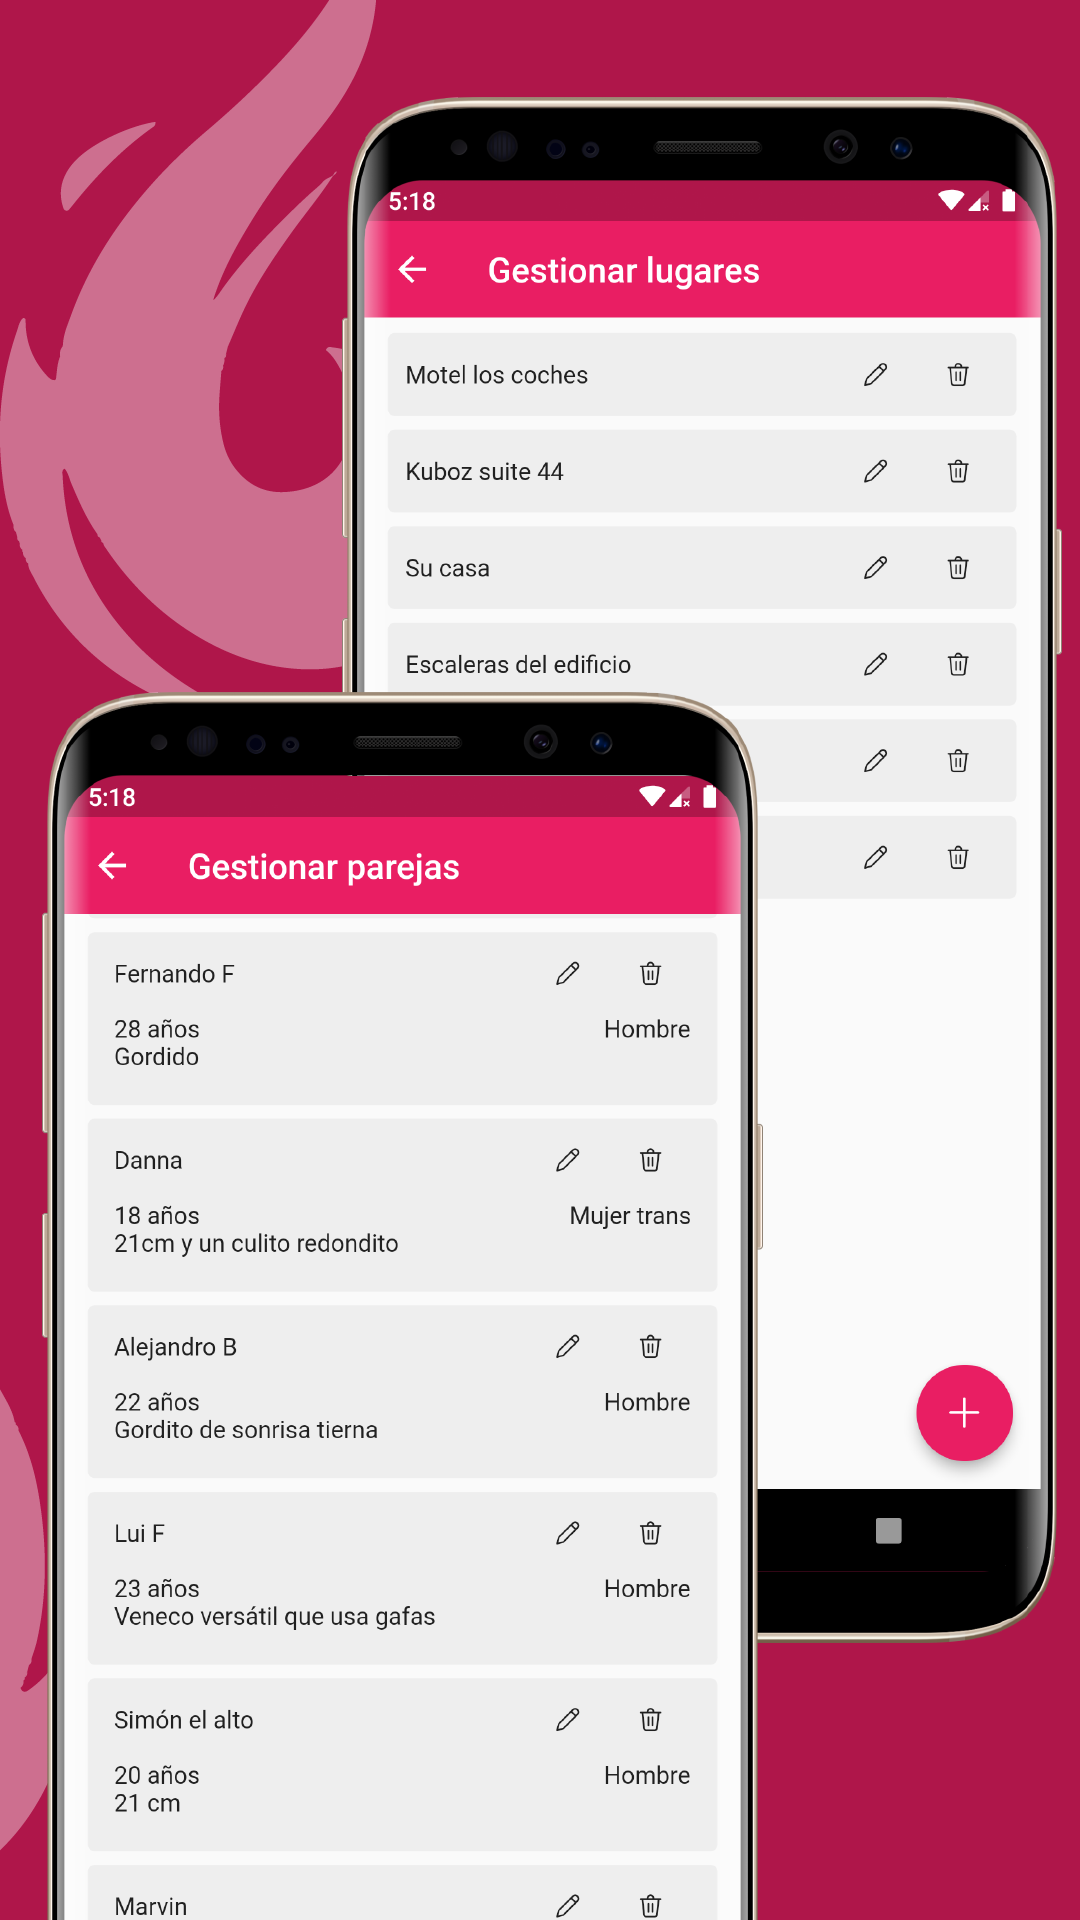 5:18
Gestionar lugares
Motel los coches
Kuboz suite 44
Su casa
Escaleras del edificio
5:18
Gestionar parejas
Fernando F
28 años
Hombre
Gordido
Danna
18 años
Mujer trans
21cm y un culito redondito
Alejandro B
22 años
Hombre
Gordito de sonrisa tierna
Lui F
23 años
Hombre
Veneco versátil que usa gafas
Simón el alto
20 años
Hombre
21 cm
Marvin